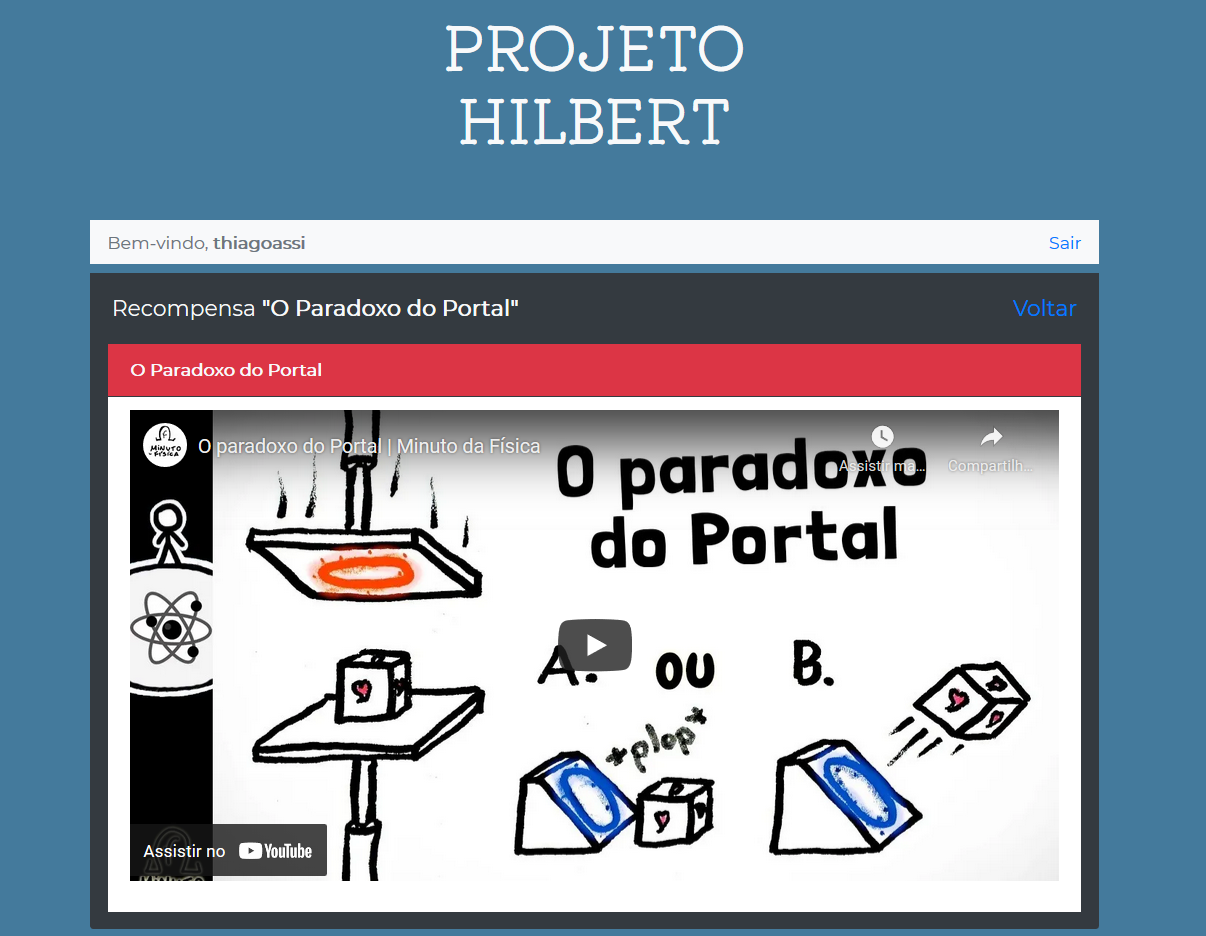 PROJETO
HILBERT
Bem-vindo, thiagoassi
Sair
Recompensa "O Paradoxo do Portal"
Voltar
O Paradoxo do Portal
MINUTO
DA FÍSICA
O paradoxo do Portal | Minuto da Física
Assistir ma...
Compartilh...
O paradoxo
do Portal
A. ou B.
*plop*
Assistir no YouTube